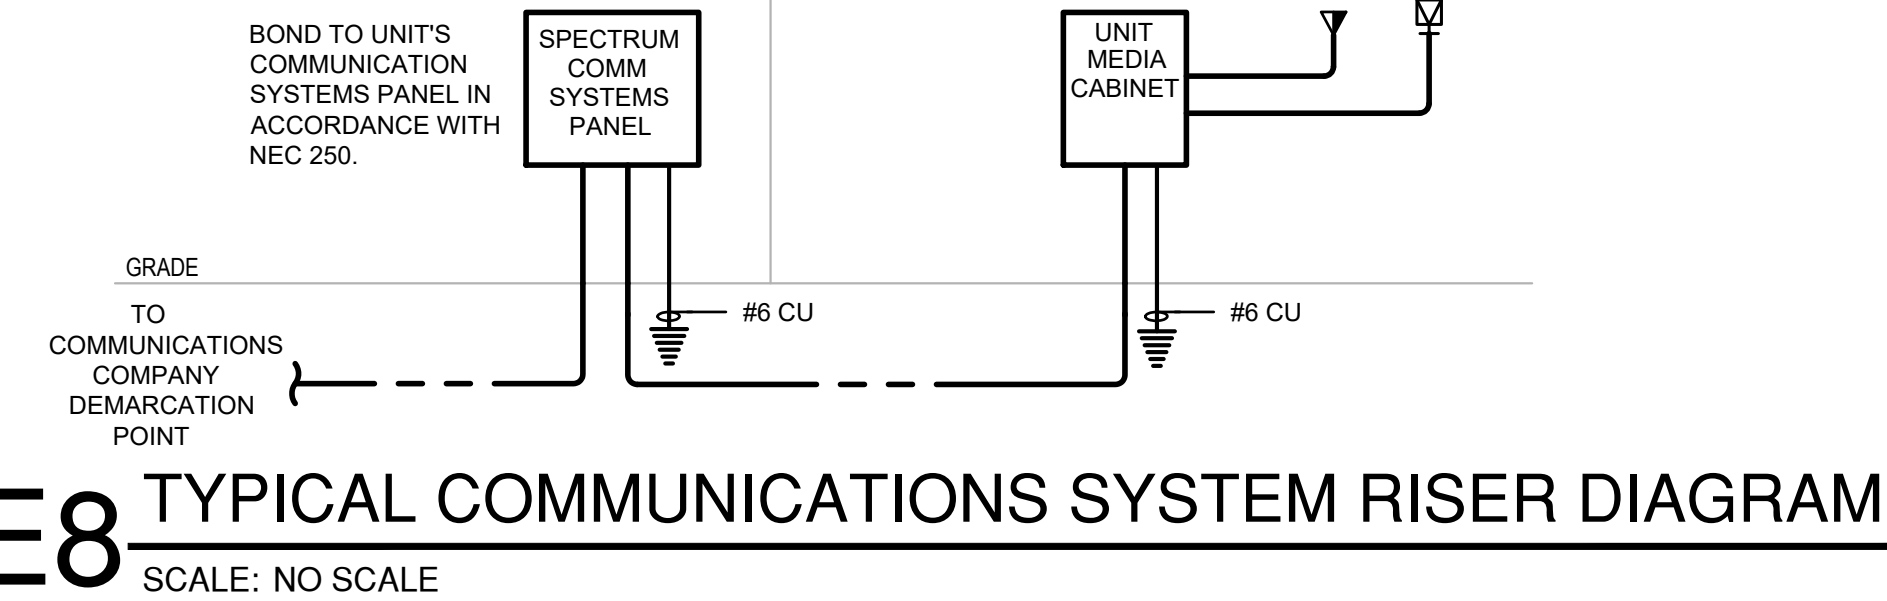 BOND TO UNIT'S
COMMUNICATION
SYSTEMS PANEL IN
ACCORDANCE WITH
NEC 250.
SPECTRUM
COMM
SYSTEMS
PANEL
UNIT
MEDIA
CABINET
GRADE
TO
COMMUNICATIONS
COMPANY
DEMARCATION
POINT
#6 CU
#6 CU
E8 TYPICAL COMMUNICATIONS SYSTEM RISER DIAGRAM
SCALE: NO SCALE